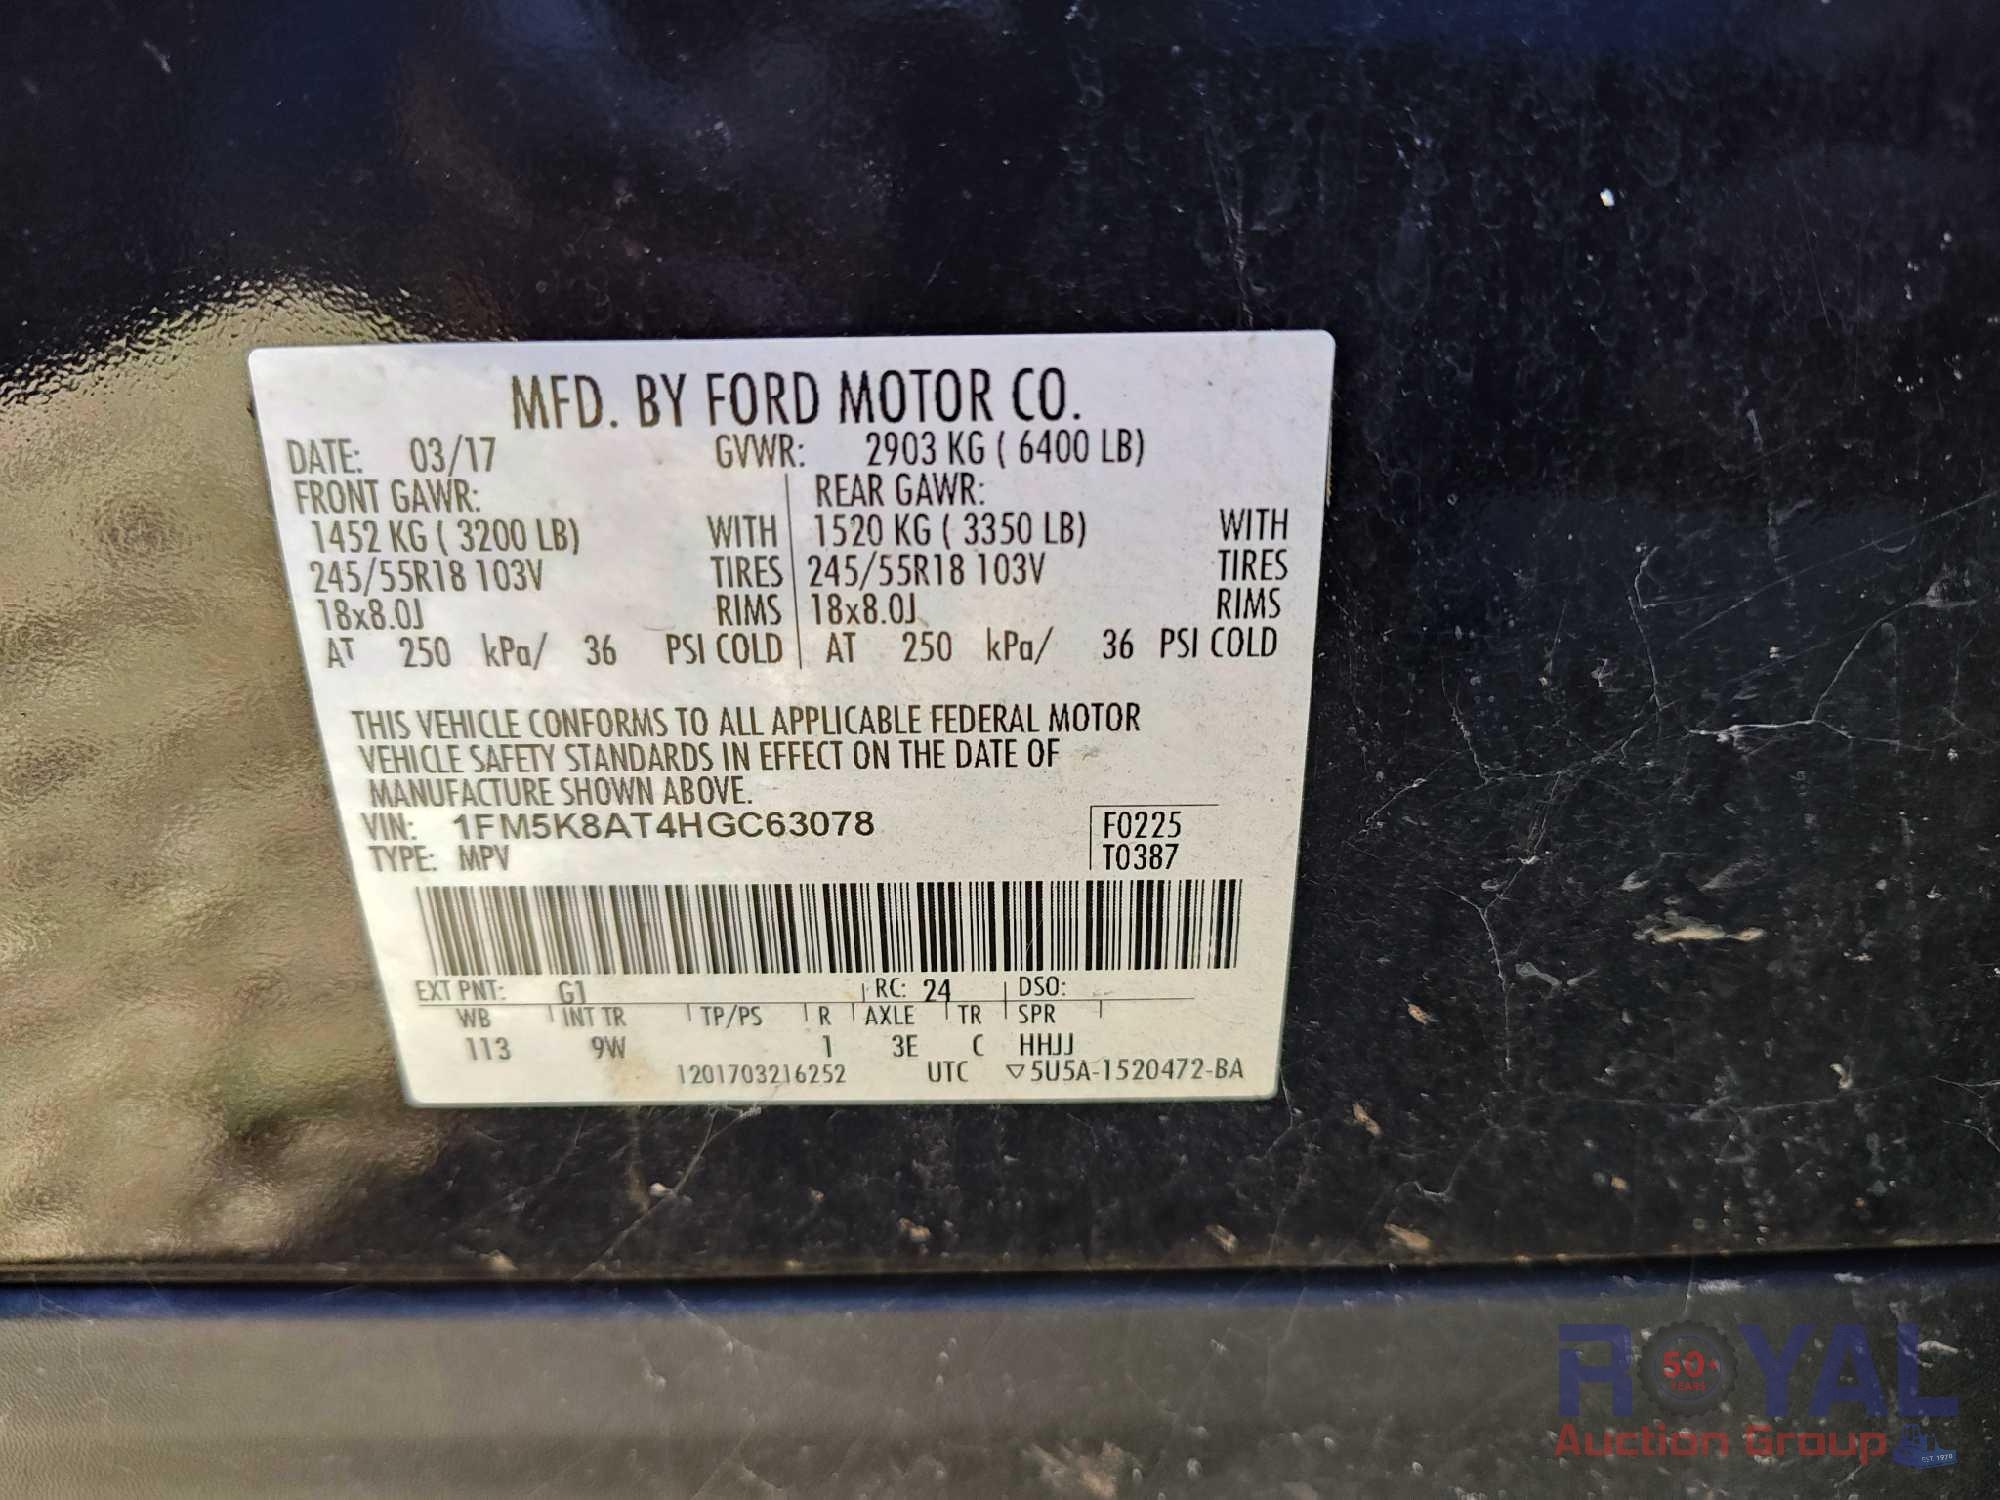 MFD. BY FORD MOTOR CO.
DATE: 03/17 GVWR: 2903 KG ( 6400 LB)
FRONT GAWR: REAR GAWR:
1452 KG ( 3200 LB) WITH 1520 KG ( 3350 LB) WITH
245/55R18 103V TIRES 245/55R18 103V TIRES
18x8.0J RIMS 18x8.0J RIMS
AT 250 kPa/ 36 PSI COLD AT 250 kPa/ 36 PSI COLD
THIS VEHICLE CONFORMS TO ALL APPLICABLE FEDERAL MOTOR
VEHICLE SAFETY STANDARDS IN EFFECT ON THE DATE OF
MANUFACTURE SHOWN ABOVE.
VIN: 1FM5K8AT4HGC63078 F0225
TYPE: MPV T0387
EXT PNT: G1 RC: 24 DSO:
WB INT TR TP/PS R AXLE TR SPR
113 9W 1 3E C HHJJ
1201703216252 UTC ▽5U5A-1520472-BA
ROYAL
50+
YEARS
Auction Group
EST. 1970